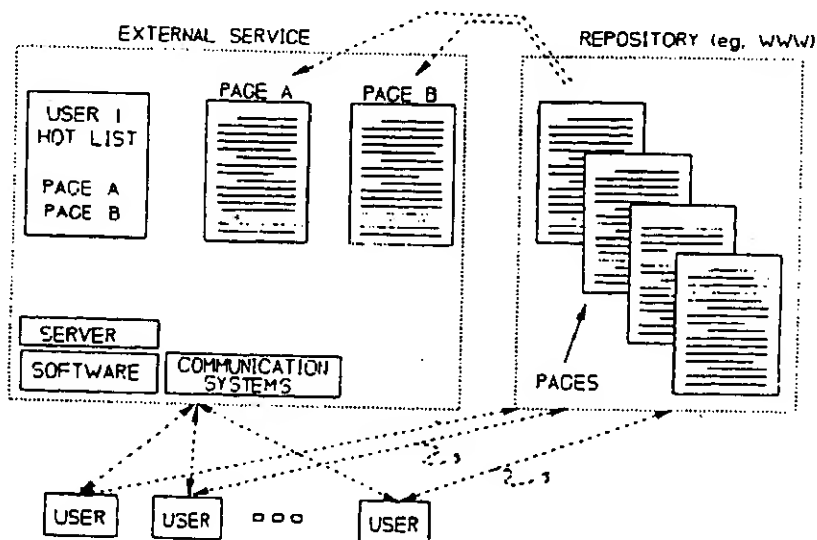 EXTERNAL SERVICE
REPOSITORY (eg, WWW)
PAGE A
PAGE B
USER 1
HOT LIST
PAGE A
PAGE B
SERVER
SOFTWARE
COMMUNICATION
SYSTEMS
PAGES
USER
USER
USER